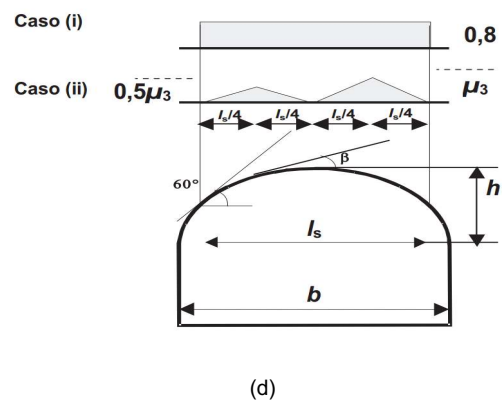 Caso (i)
0,8
Caso (ii)
0,5μ₃
μ₃
lₛ/4 lₛ/4 lₛ/4 lₛ/4
β
60°
h
lₛ
b
(d)